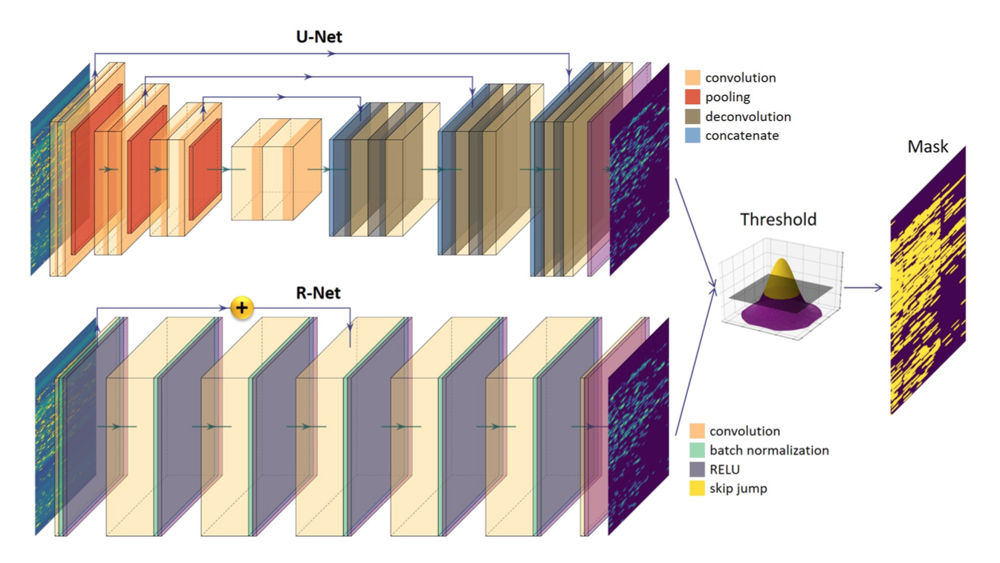 U-Net
convolution
pooling
deconvolution
concatenate
Mask
Threshold
R-Net
+
convolution
batch normalization
RELU
skip jump